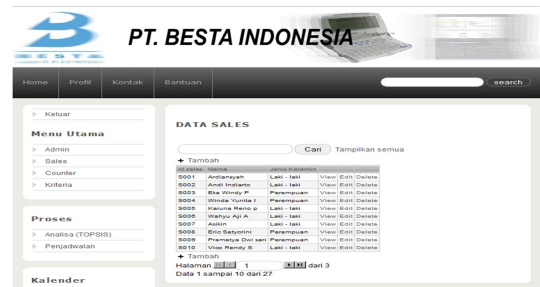 BESTA
PT. BESTA INDONESIA
Home Profil Kontak Bantuan search
Keluar
Menu Utama
Admin
Sales
Counter
Kriteria
Proses
Analisa (TOPSIS)
Penjadwalan
Kalender
DATA SALES
Cari Tampilkan semua
+ Tambah
Id sales Nama Jenis Kelamin
S001 Ardiansyah Laki - laki View Edit Delete
S002 Andi Indiarto Laki - laki View Edit Delete
S003 Eka Windy P Perempuan View Edit Delete
S004 Winda Yunita I Perempuan View Edit Delete
S005 Karuna Reno p Laki - laki View Edit Delete
S006 Wahyu Aji A Laki - laki View Edit Delete
S007 Asikin Laki - laki View Edit Delete
S008 Eric Setyorini Perempuan View Edit Delete
S009 Pramatya Dwi sari Perempuan View Edit Delete
S010 Vico Rendy S Laki - laki View Edit Delete
+ Tambah
Halaman 1 dari 3
Data 1 sampai 10 dari 27